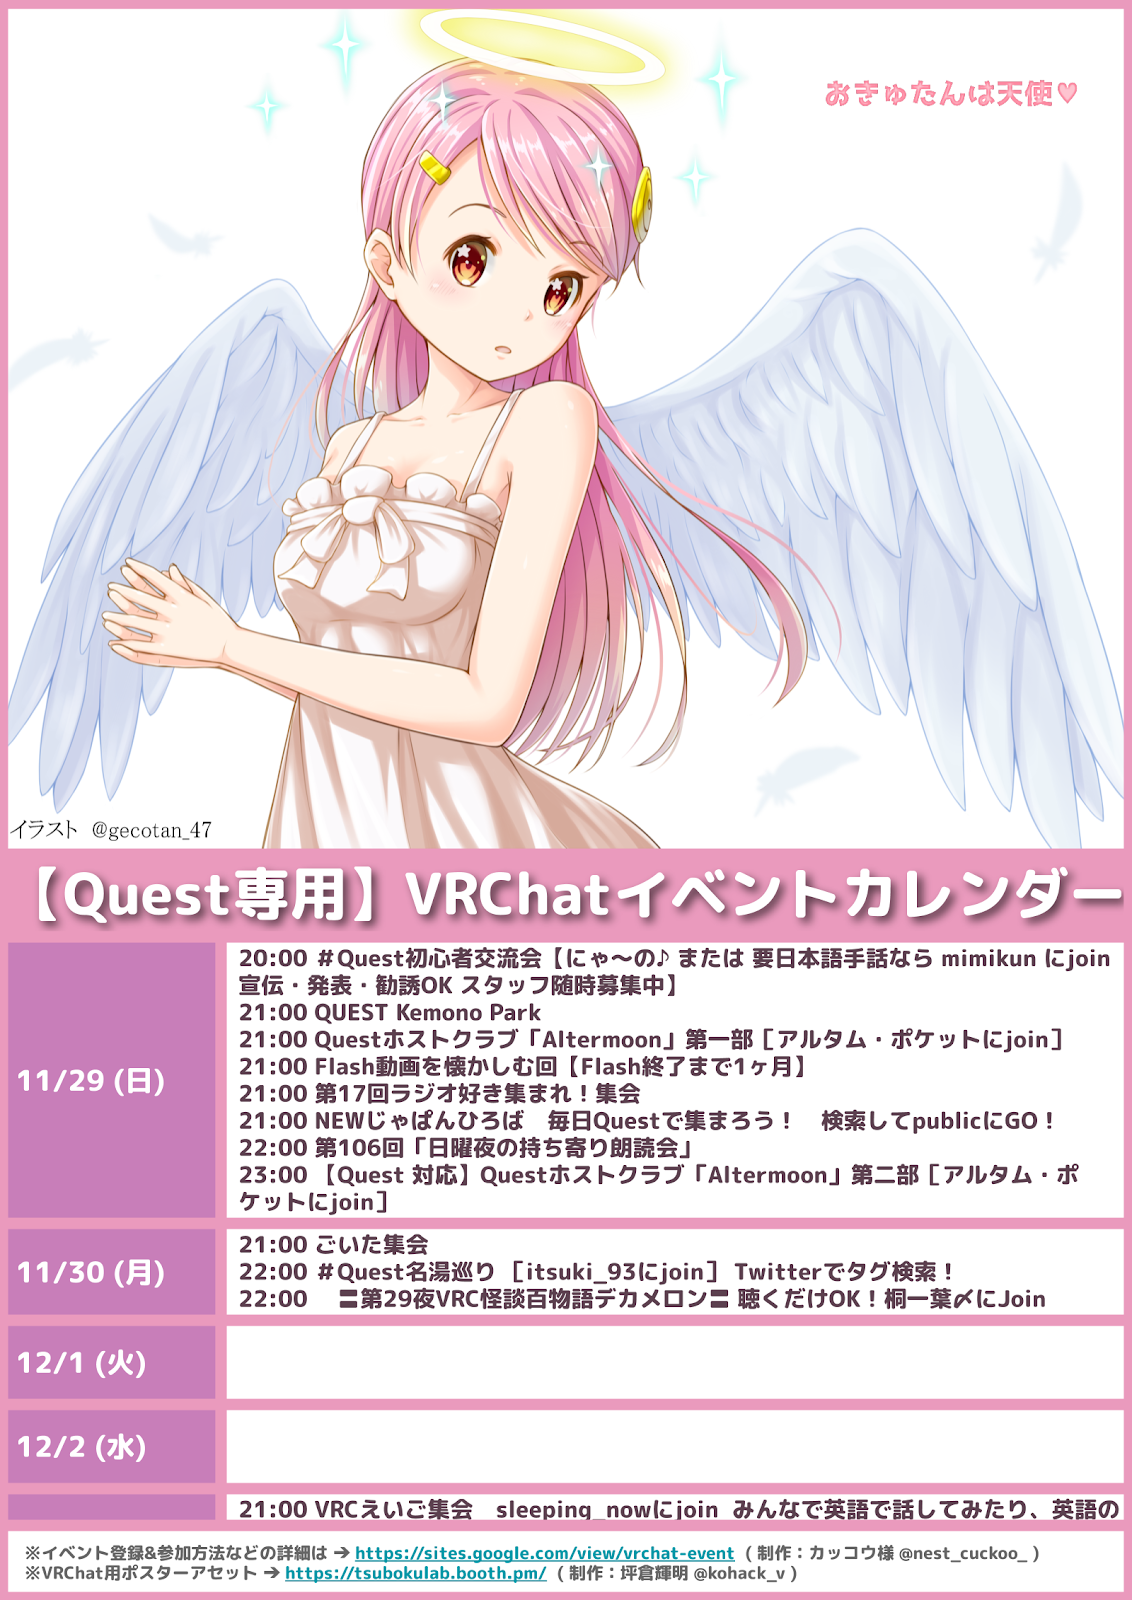 おきゅたんは天使♡
イラスト @gecotan_47
【Quest専用】VRChatイベントカレンダー
11/29 (日)
20:00 #Quest初心者交流会【にゃ～の♪ または 要日本語手話なら mimikun にjoin
宣伝・発表・勧誘OK スタッフ随時募集中】
21:00 QUEST Kemono Park
21:00 Questホストクラブ「Altermoon」第一部［アルタム・ポケットにjoin］
21:00 Flash動画を懐かしむ回【Flash終了まで1ヶ月】
21:00 第17回ラジオ好き集まれ！集会
21:00 NEWじゃぱんひろば　毎日Questで集まろう！　検索してpublicにGO！
22:00 第106回「日曜夜の持ち寄り朗読会」
23:00 【Quest 対応】Questホストクラブ「Altermoon」第二部［アルタム・ポ
ケットにjoin］
11/30 (月)
21:00 ごいた集会
22:00 #Quest名湯巡り ［itsuki_93にjoin］ Twitterでタグ検索！
22:00 　〓第29夜VRC怪談百物語デカメロン〓 聴くだけOK！桐一葉〆にJoin
12/1 (火)
12/2 (水)
21:00 VRCえいご集会　sleeping_nowにjoin みんなで英語で話してみたり、英語の
※イベント登録&参加方法などの詳細は → https://sites.google.com/view/vrchat-event ( 制作：カッコウ様 @nest_cuckoo_ )
※VRChat用ポスターアセット → https://tsubokulab.booth.pm/ ( 制作：坪倉輝明 @kohack_v )